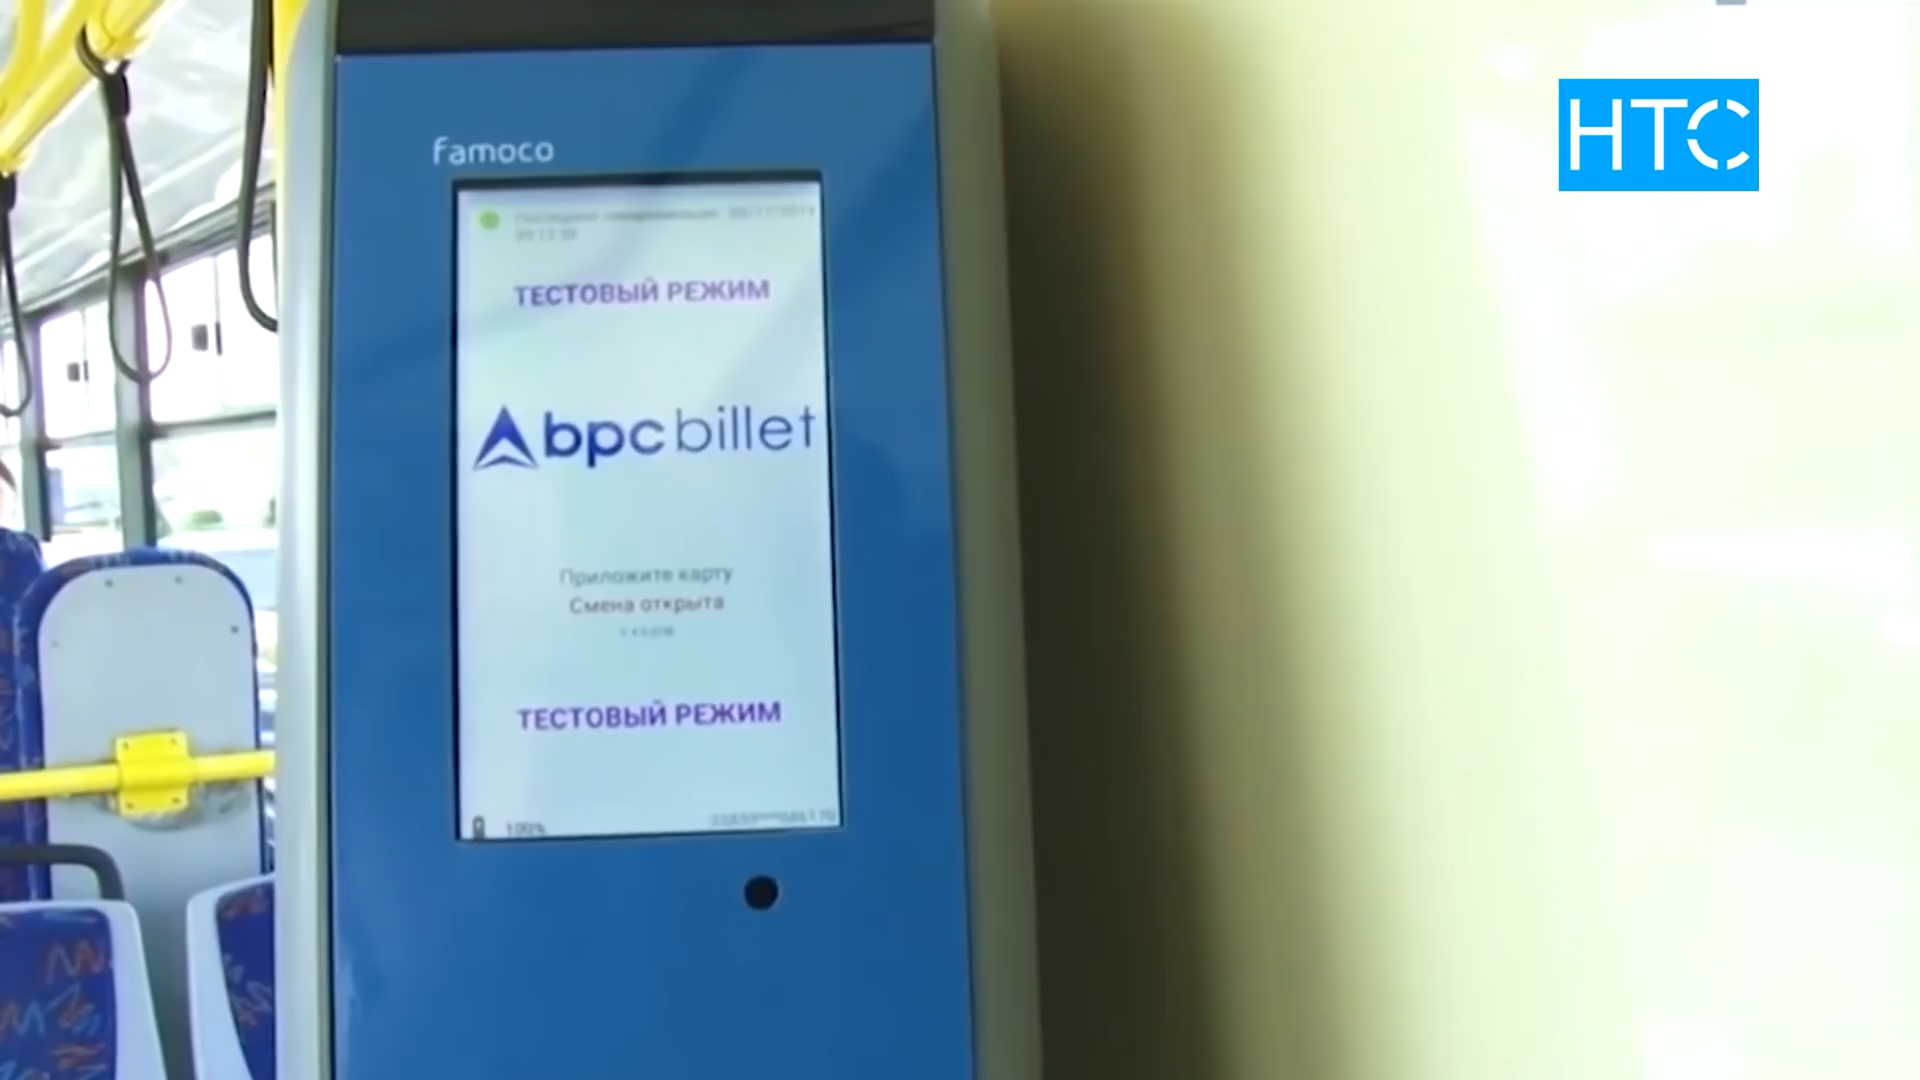 НТС
famoco
ТЕСТОВЫЙ РЕЖИМ
bpc billet
Приложите карту
Смена открыта
ТЕСТОВЫЙ РЕЖИМ
100%